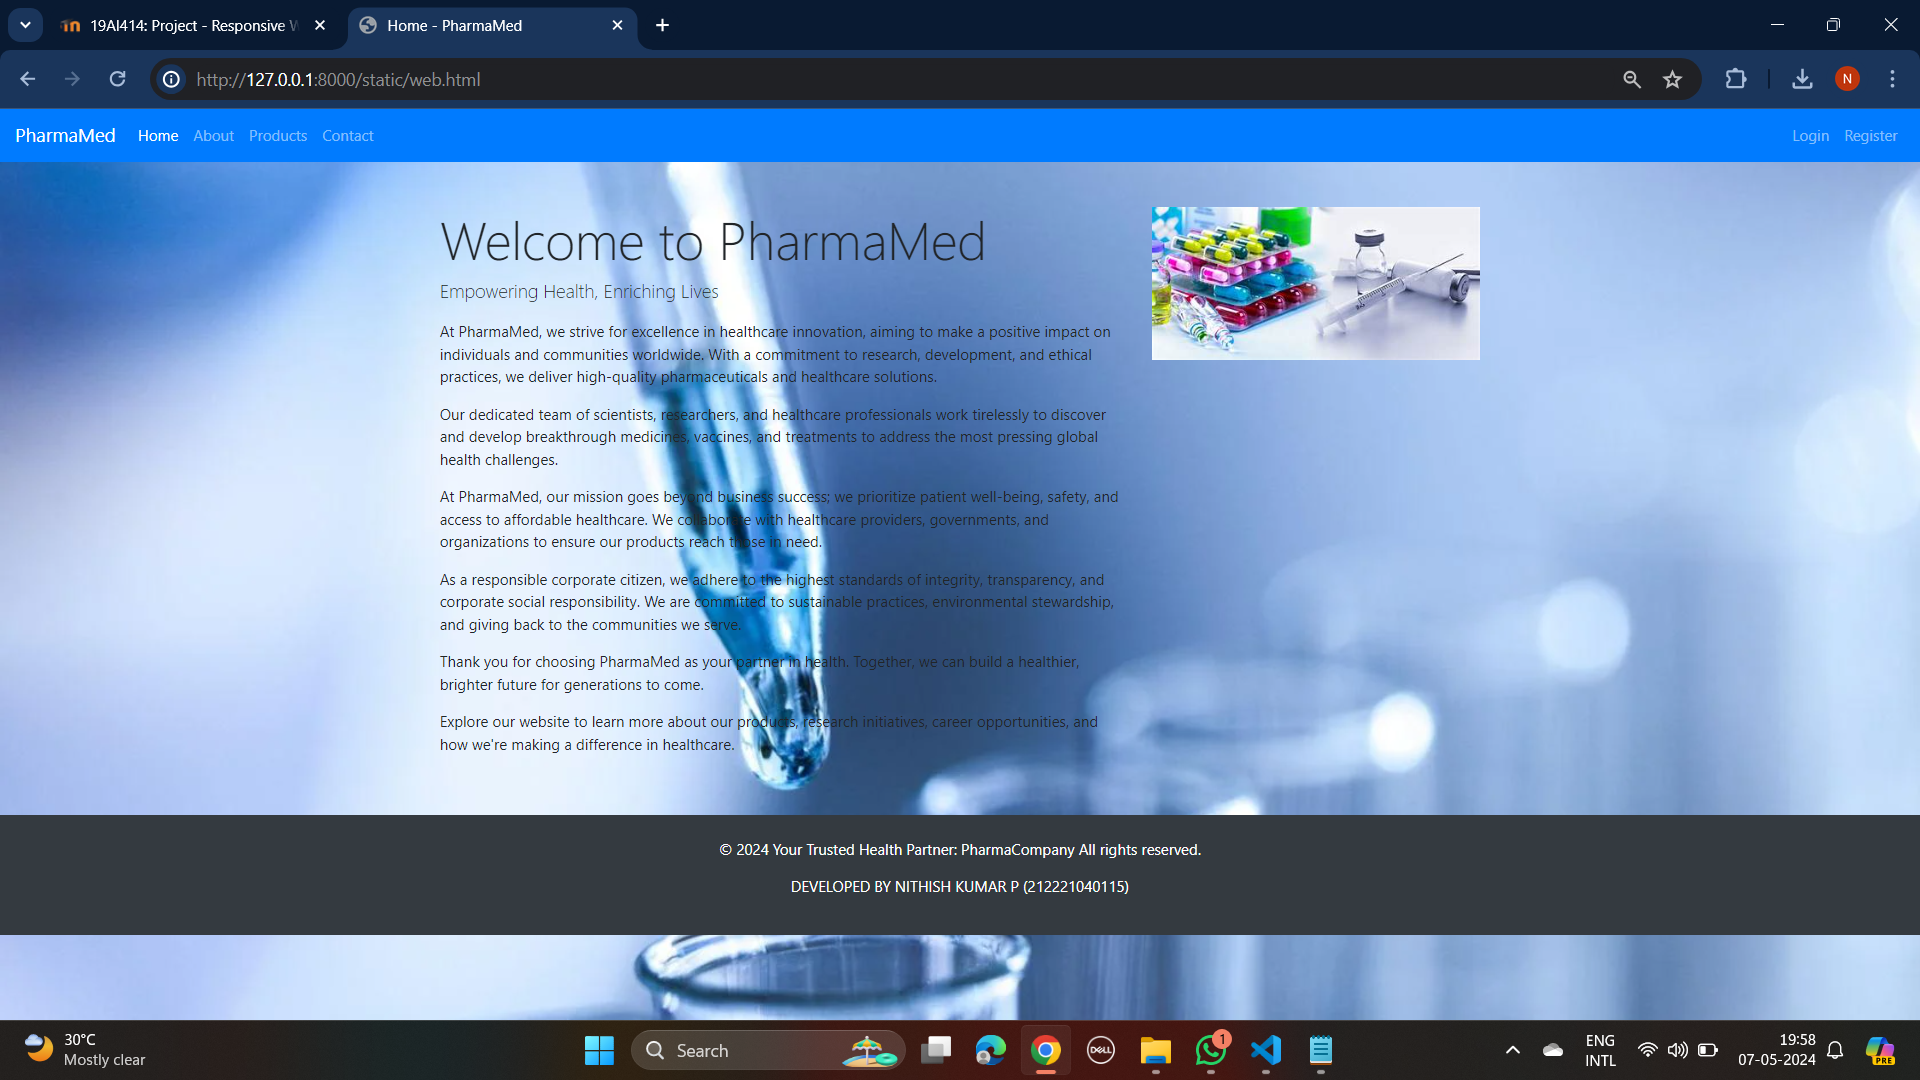 19AI414: Project - Responsive W
Home - PharmaMed
http://127.0.0.1:8000/static/web.html
N
PharmaMed Home About Products Contact Login Register
Welcome to PharmaMed
Empowering Health, Enriching Lives
At PharmaMed, we strive for excellence in healthcare innovation, aiming to make a positive impact on
individuals and communities worldwide. With a commitment to research, development, and ethical
practices, we deliver high-quality pharmaceuticals and healthcare solutions.
Our dedicated team of scientists, researchers, and healthcare professionals work tirelessly to discover
and develop breakthrough medicines, vaccines, and treatments to address the most pressing global
health challenges.
At PharmaMed, our mission goes beyond business success; we prioritize patient well-being, safety, and
access to affordable healthcare. We collaborate with healthcare providers, governments, and
organizations to ensure our products reach those in need.
As a responsible corporate citizen, we adhere to the highest standards of integrity, transparency, and
corporate social responsibility. We are committed to sustainable practices, environmental stewardship,
and giving back to the communities we serve.
Thank you for choosing PharmaMed as your partner in health. Together, we can build a healthier,
brighter future for generations to come.
Explore our website to learn more about our products, research initiatives, career opportunities, and
how we're making a difference in healthcare.
© 2024 Your Trusted Health Partner: PharmaCompany All rights reserved.
DEVELOPED BY NITHISH KUMAR P (212221040115)
30°C
Mostly clear
Search
DELL
1
ENG
INTL
19:58
07-05-2024
PRE